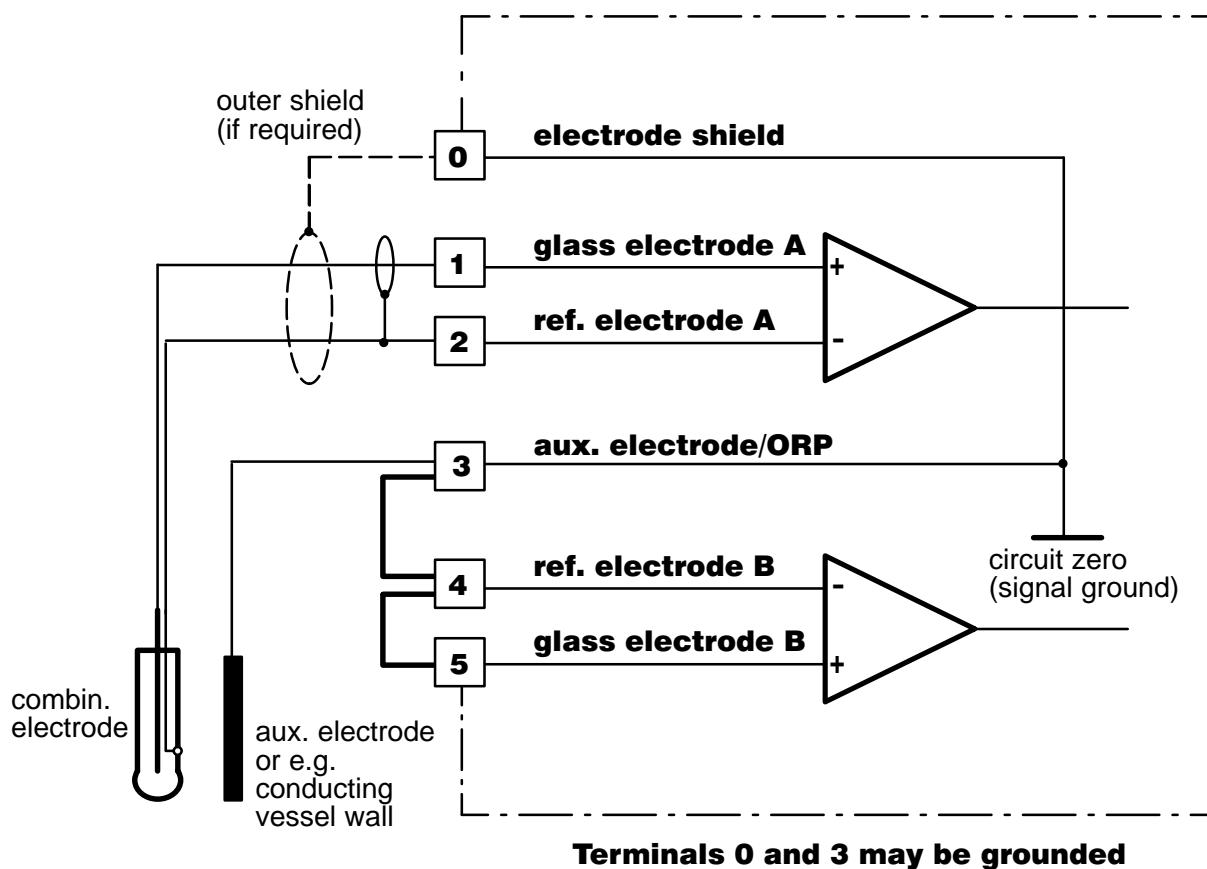 outer shield
(if required)
0
electrode shield
1
glass electrode A
+
2
ref. electrode A
-
3
aux. electrode/ORP
circuit zero
(signal ground)
4
ref. electrode B
-
5
glass electrode B
+
combin.
electrode
aux. electrode
or e.g.
conducting
vessel wall
Terminals 0 and 3 may be grounded